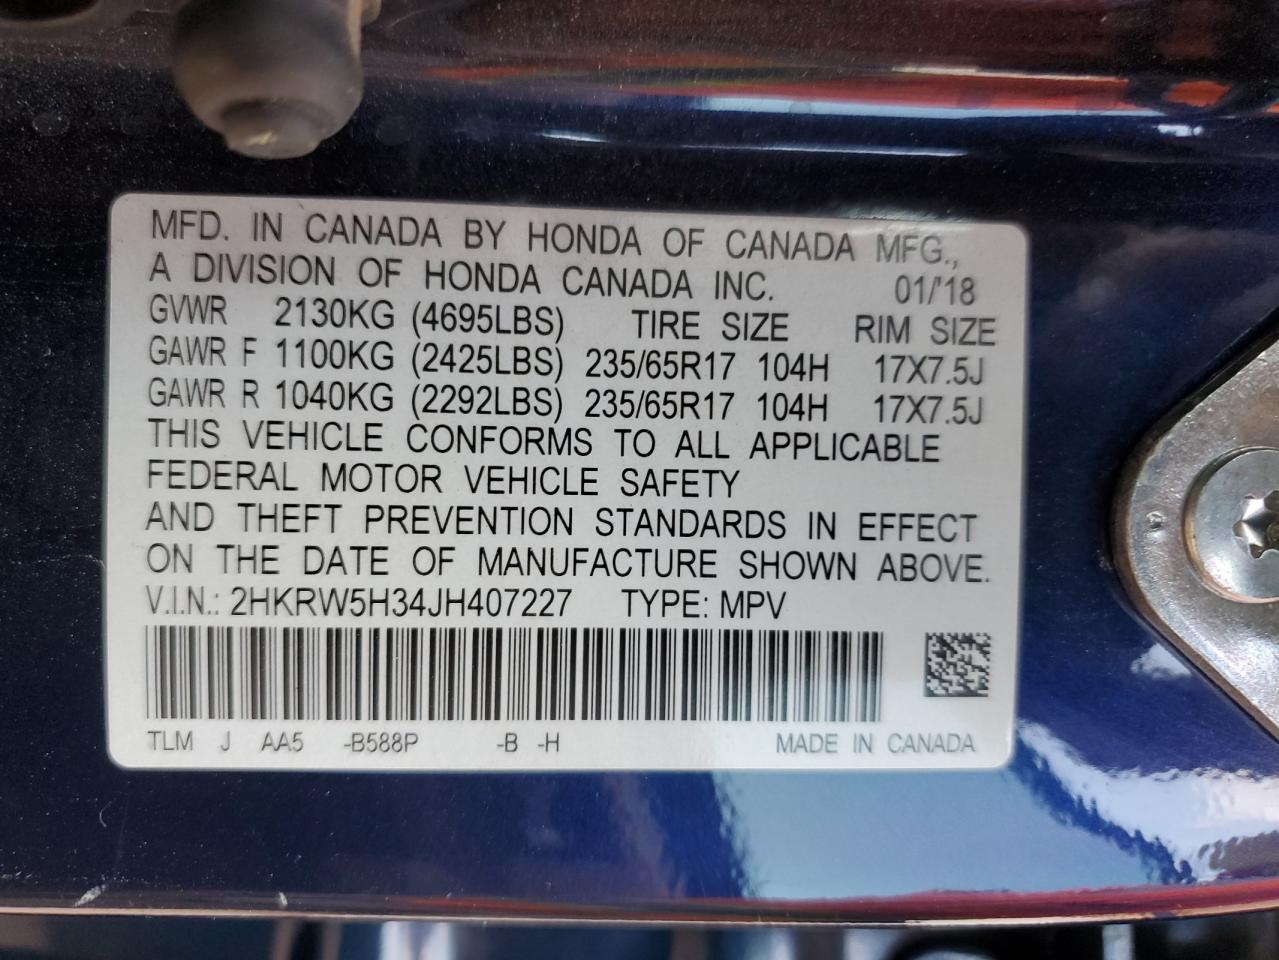 MFD. IN CANADA BY HONDA OF CANADA MFG.,
A DIVISION OF HONDA CANADA INC. 01/'18
GVWR 2130KG (4695LBS) TIRE SIZE RIM SIZE
GAWR F 1100KG (2425LBS) 235/65R17 104H 17X7.5J
GAWR R 1040KG (2292LBS) 235/65R17 104H 17X7.5J
THIS VEHICLE CONFORMS TO ALL APPLICABLE
FEDERAL MOTOR VEHICLE SAFETY
AND THEFT PREVENTION STANDARDS IN EFFECT
ON THE DATE OF MANUFACTURE SHOWN ABOVE.
V.I.N.: 2HKRW5H34JH407227 TYPE: MPV
TLM J AA5 -B588P -B -H MADE IN CANADA